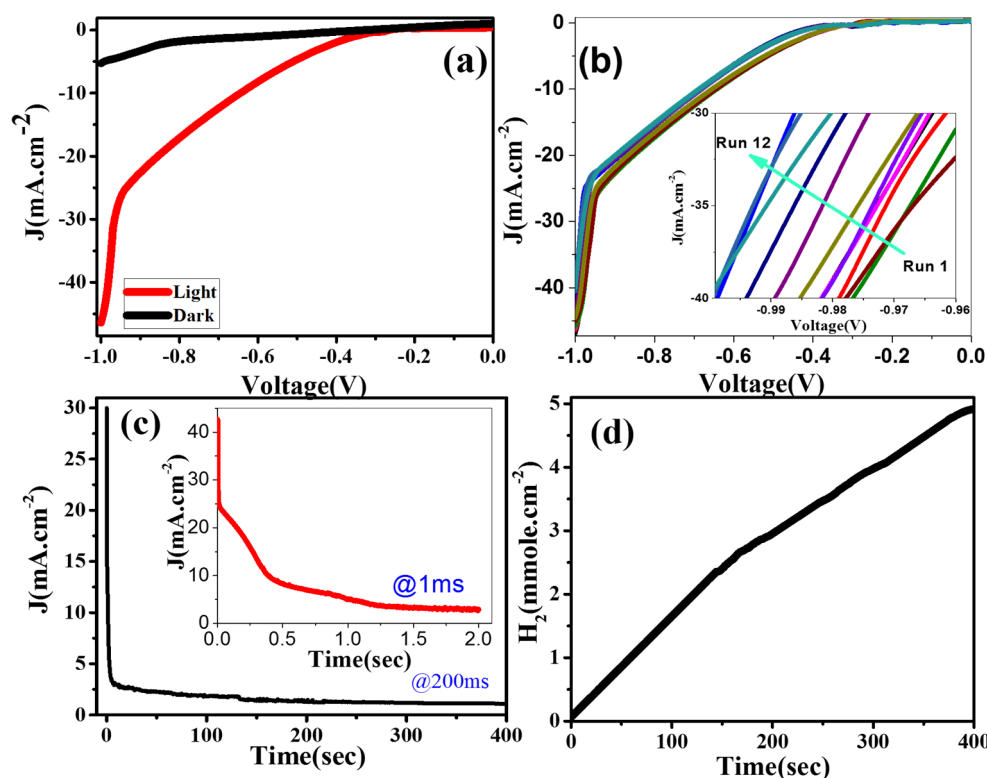 (a)
J(mA.cm-2)
0
-10
-20
-30
-40
Light
Dark
-1.0 -0.8 -0.6 -0.4 -0.2 0.0
Voltage(V)
(b)
J(mA.cm-2)
0
-10
-20
-30
-40
-1.0 -0.8 -0.6 -0.4 -0.2 0.0
Voltage(V)
J(mA.cm-2)
-30
-35
-40
Run 12
Run 1
-0.99 -0.98 -0.97 -0.96
Voltage(V)
(c)
J(mA.cm-2)
30
25
20
15
10
5
0
0 100 200 300 400
Time(sec)
@200ms
J(mA.cm-2)
40
30
20
10
0
@1ms
0.0 0.5 1.0 1.5 2.0
Time(sec)
(d)
H2(mmole.cm-2)
5
4
3
2
1
0
0 100 200 300 400
Time(sec)